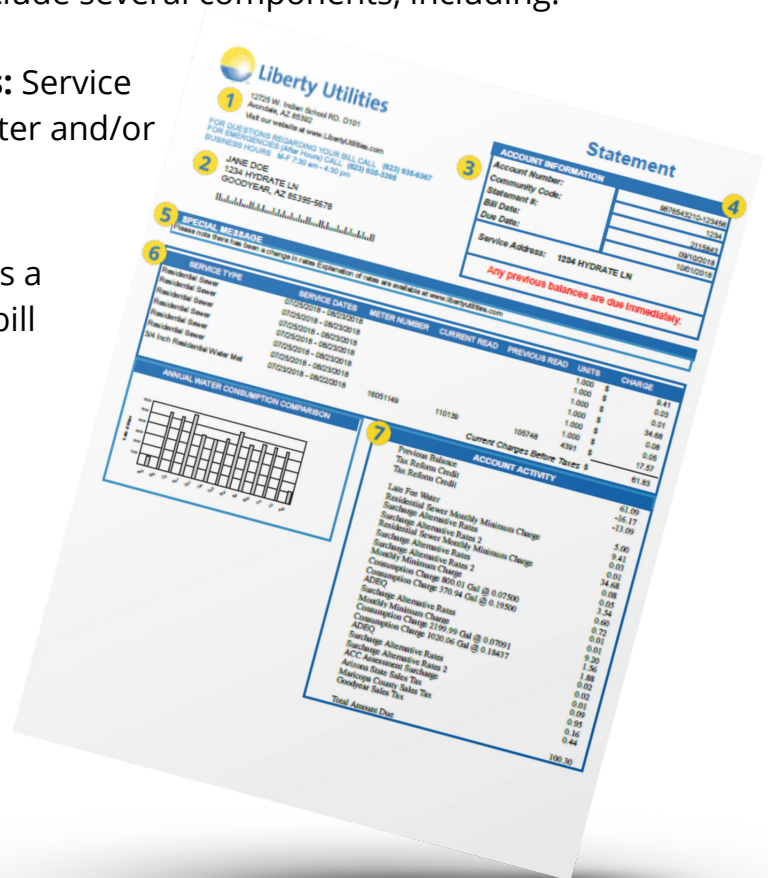 clude several components, including:
s: Service
ter and/or
s a
bill
Liberty Utilities
1
12725 W. Indian School RD. D101
Avondale, AZ 85392
Visit our website at www.LibertyUtilities.com
FOR QUESTIONS REGARDING YOUR BILL CALL (623) 935-9367
FOR EMERGENCIES (After Hours) CALL (623) 935-3395
BUSINESS HOURS M-F 7:30 am - 4:30 pm
2
JANE DOE
1234 HYDRATE LN
GOODYEAR, AZ 85395-5678
Statement
3
ACCOUNT INFORMATION
4
Account Number: 9876543210-123456
Community Code: 1234
Statement #: 2115843
Bill Date: 09/10/2018
Due Date: 10/01/2018
Service Address: 1234 HYDRATE LN
Any previous balances are due immediately.
5
SPECIAL MESSAGE
Please note there has been a change in rates Explanation of rates are available at www.libertyutilities.com
6
SERVICE TYPE SERVICE DATES METER NUMBER CURRENT READ PREVIOUS READ UNITS CHARGE
Residential Sewer 07/25/2018 - 08/23/2018 1.000 $ 9.41
Residential Sewer 07/25/2018 - 08/23/2018 1.000 $ 0.03
Residential Sewer 07/25/2018 - 08/23/2018 1.000 $ 0.01
Residential Sewer 07/25/2018 - 08/23/2018 1.000 $ 34.68
Residential Sewer 07/25/2018 - 08/23/2018 1.000 $ 0.08
Residential Sewer 07/25/2018 - 08/23/2018 1.000 $ 0.05
3/4 Inch Residential Water Met 07/23/2018 - 08/22/2018 16051149 110139 105748 4391 $ 17.57
Current Charges Before Taxes $ 61.83
ANNUAL WATER CONSUMPTION COMPARISON
7
ACCOUNT ACTIVITY
Previous Balance 61.09
Tax Reform Credit -16.17
Tax Reform Credit -13.09
Late Fee Water 5.00
Residential Sewer Monthly Minimum Charge 9.41
Surcharge Alternative Rates 0.03
Surcharge Alternative Rates 2 0.01
Residential Sewer Monthly Minimum Charge 34.68
Surcharge Alternative Rates 0.08
Surcharge Alternative Rates 2 0.05
Monthly Minimum Charge 3.54
Consumption Charge 800.01 Gal @ 0.07500 0.60
Consumption Charge 370.94 Gal @ 0.19500 0.72
ADEQ 0.01
Surcharge Alternative Rates 0.01
Monthly Minimum Charge 9.20
Consumption Charge 2199.99 Gal @ 0.07091 1.56
Consumption Charge 1020.06 Gal @ 0.18437 1.88
ADEQ 0.02
Surcharge Alternative Rates 0.02
Surcharge Alternative Rates 2 0.01
ACC Assessment Surcharge 0.09
Arizona State Sales Tax 0.95
Maricopa County Sales Tax 0.16
Goodyear Sales Tax 0.44
Total Amount Due 100.30